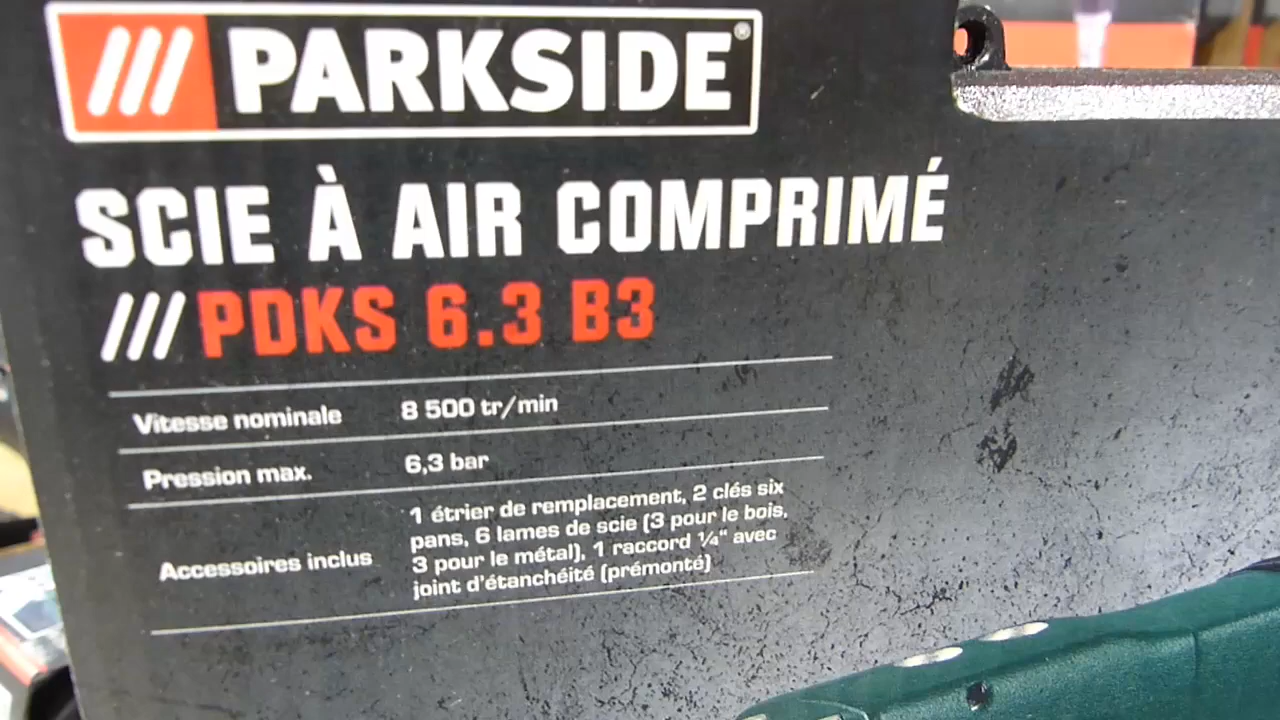 PARKSIDE®
SCIE À AIR COMPRIMÉ
PDKS 6.3 B3
Vitesse nominale 8 500 tr/min
Pression max. 6,3 bar
Accessoires inclus
1 étrier de remplacement, 2 clés six
pans, 6 lames de scie (3 pour le bois,
3 pour le métal), 1 raccord ¼“ avec
joint d'étanchéité (prémonté)